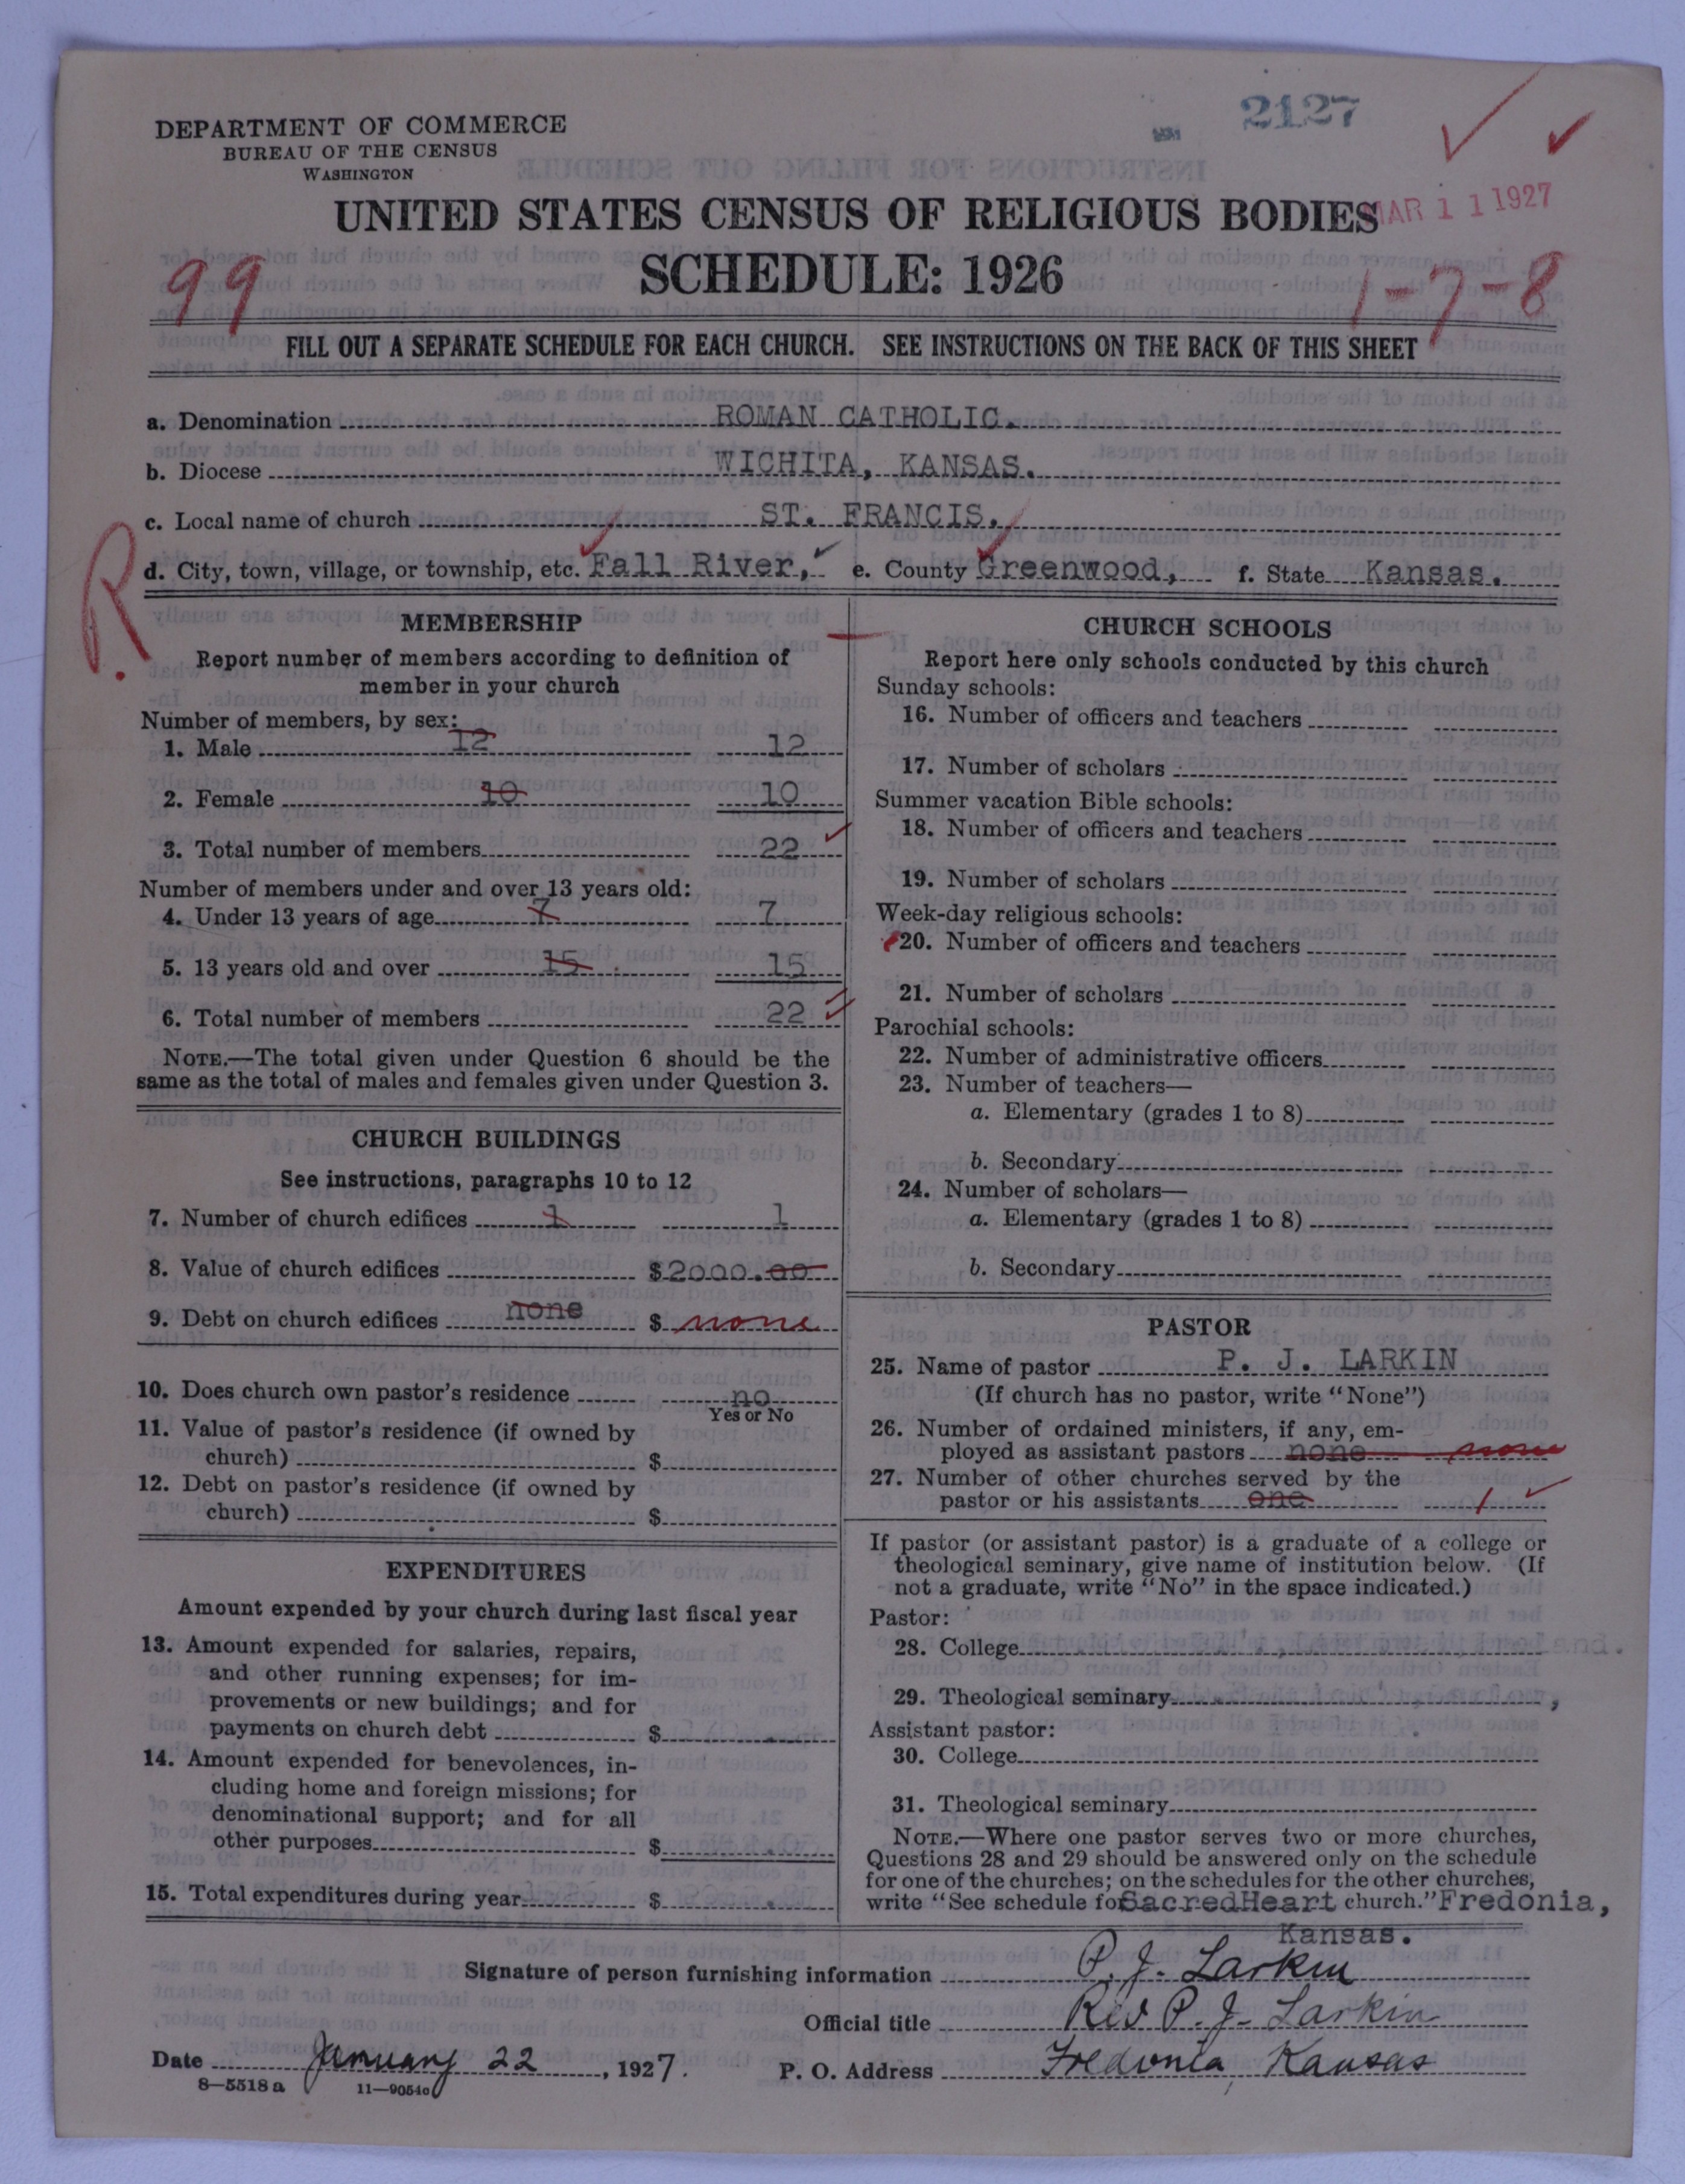 2127
DEPARTMENT OF COMMERCE
BUREAU OF THE CENSUS
WASHINGTON
UNITED STATES CENSUS OF RELIGIOUS BODIES
MAR 11 1927
SCHEDULE: 1926
99
1-7-8
FILL OUT A SEPARATE SCHEDULE FOR EACH CHURCH. SEE INSTRUCTIONS ON THE BACK OF THIS SHEET
a. Denomination ROMAN CATHOLIC.
b. Diocese WICHITA, KANSAS.
c. Local name of church ST. FRANCIS.
R.
d. City, town, village, or township, etc. Fall River, e. County Greenwood, f. State Kansas.
MEMBERSHIP
Report number of members according to definition of
member in your church
Number of members, by sex:
1. Male 12 12
2. Female 10 10
3. Total number of members 22
Number of members under and over 13 years old:
4. Under 13 years of age 7 7
5. 13 years old and over 15 15
6. Total number of members 22
NOTE.—The total given under Question 6 should be the
same as the total of males and females given under Question 3.
CHURCH BUILDINGS
See instructions, paragraphs 10 to 12
7. Number of church edifices 1 1
8. Value of church edifices $2000.00
9. Debt on church edifices none $ none
10. Does church own pastor's residence no
Yes or No
11. Value of pastor's residence (if owned by
church) $
12. Debt on pastor's residence (if owned by
church) $
EXPENDITURES
Amount expended by your church during last fiscal year
13. Amount expended for salaries, repairs,
and other running expenses; for im-
provements or new buildings; and for
payments on church debt $
14. Amount expended for benevolences, in-
cluding home and foreign missions; for
denominational support; and for all
other purposes $
15. Total expenditures during year $
CHURCH SCHOOLS
Report here only schools conducted by this church
Sunday schools:
16. Number of officers and teachers
17. Number of scholars
Summer vacation Bible schools:
18. Number of officers and teachers
19. Number of scholars
Week-day religious schools:
20. Number of officers and teachers
21. Number of scholars
Parochial schools:
22. Number of administrative officers
23. Number of teachers—
a. Elementary (grades 1 to 8)
b. Secondary
24. Number of scholars—
a. Elementary (grades 1 to 8)
b. Secondary
PASTOR
25. Name of pastor P. J. LARKIN
(If church has no pastor, write "None")
26. Number of ordained ministers, if any, em-
ployed as assistant pastors none none
27. Number of other churches served by the
pastor or his assistants one 1
If pastor (or assistant pastor) is a graduate of a college or
theological seminary, give name of institution below. (If
not a graduate, write "No" in the space indicated.)
Pastor:
28. College
29. Theological seminary
Assistant pastor:
30. College
31. Theological seminary
NOTE.—Where one pastor serves two or more churches,
Questions 28 and 29 should be answered only on the schedule
for one of the churches; on the schedules for the other churches,
write "See schedule for SacredHeart church." Fredonia,
Kansas.
Signature of person furnishing information P. J. Larkin
Official title Rev P. J. Larkin
Date January 22, 1927. P. O. Address Fredonia, Kansas
8—5518a 11—9054a